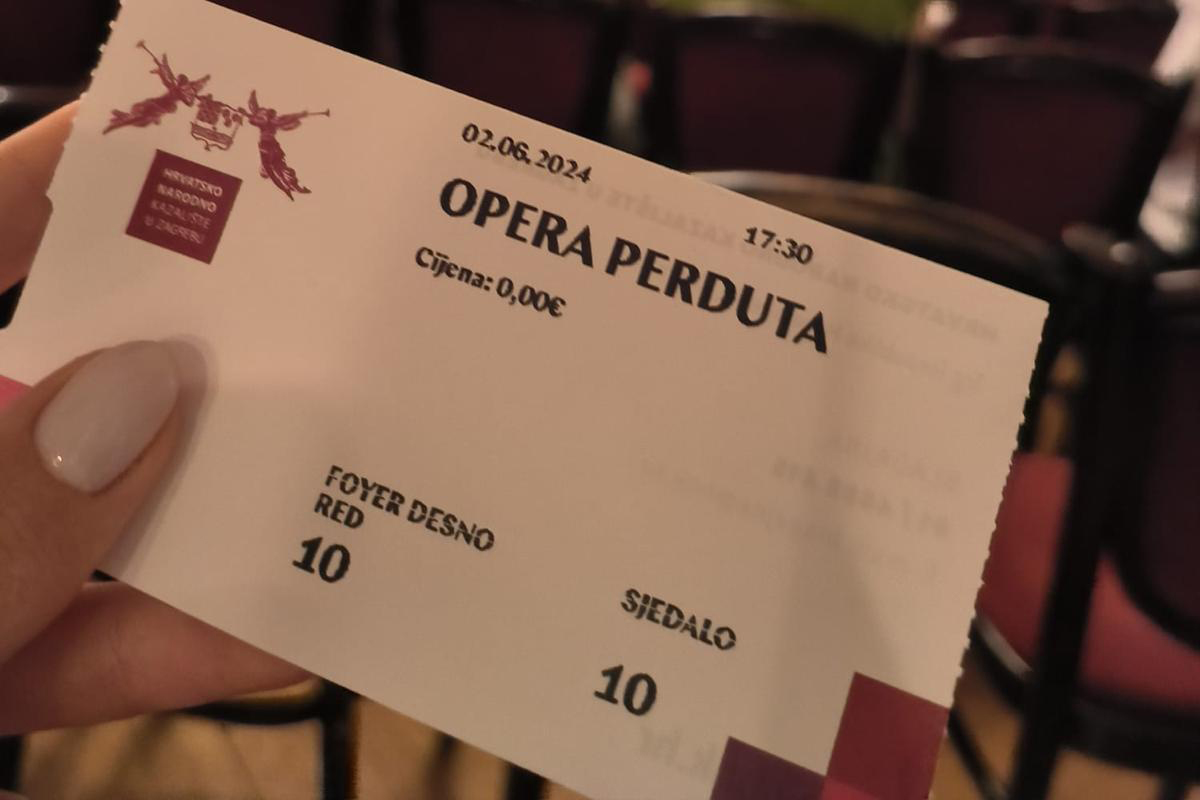 HRVATSKO
NARODNO
KAZALIŠTE
U ZAGREBU
02.06.2024
17:30
OPERA PERDUTA
Cijena: 0,00€
FOYER DESNO
RED
10
SJEDALO
10